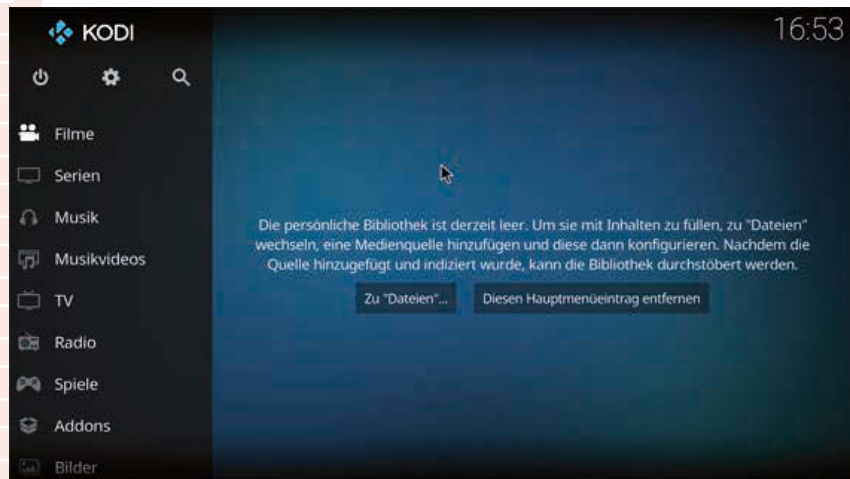 KODI
16:53
Filme
Serien
Musik
Musikvideos
TV
Radio
Spiele
Addons
Bilder
Die persönliche Bibliothek ist derzeit leer. Um sie mit Inhalten zu füllen, zu "Dateien"
wechseln, eine Medienquelle hinzufügen und diese dann konfigurieren. Nachdem die
Quelle hinzugefügt und indiziert wurde, kann die Bibliothek durchstöbert werden.
Zu "Dateien"... Diesen Hauptmenüeintrag entfernen